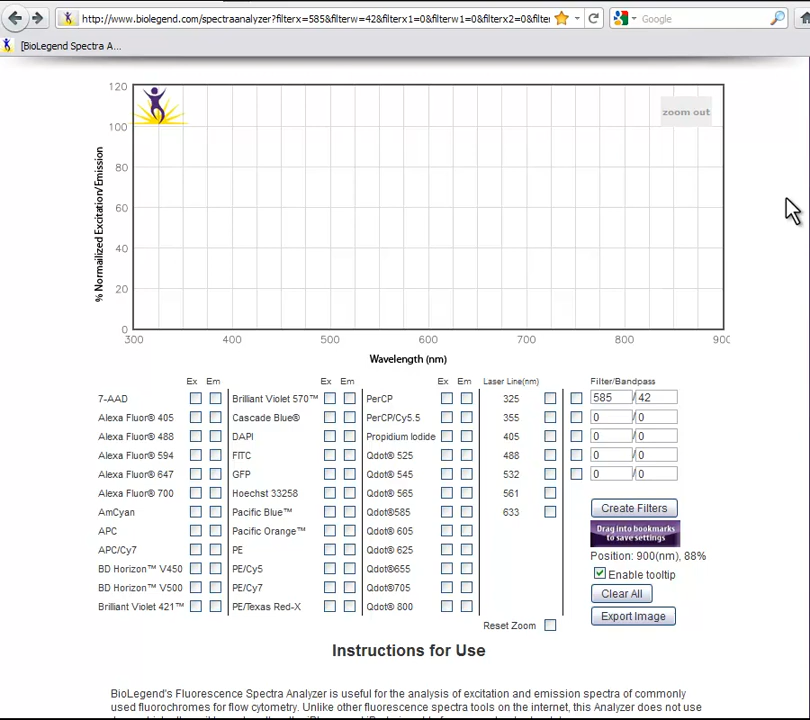 http://www.biolegend.com/spectraanalyzer?filterx=585&filterw=42&filterx1=0&filterw1=0&filterx2=0&filte
Google
[BioLegend Spectra A...
120
100
80
60
40
20
0
% Normailized Excitation/Emission
zoom out
300 400 500 600 700 800 900
Wavelength (nm)
Ex Em Ex Em Ex Em Laser Line(nm) Filter/Bandpass
7-AAD Brilliant Violet 570™ PerCP 325 585 / 42
Alexa Fluor® 405 Cascade Blue® PerCP/Cy5.5 355 0 / 0
Alexa Fluor® 488 DAPI Propidium Iodide 405 0 / 0
Alexa Fluor® 594 FITC Qdot® 525 488 0 / 0
Alexa Fluor® 647 GFP Qdot® 545 532 0 / 0
Alexa Fluor® 700 Hoechst 33258 Qdot® 565 561
AmCyan Pacific Blue™ Qdot®585 633 Create Filters
APC Pacific Orange™ Qdot® 605 Drag into bookmarks
to save settings
APC/Cy7 PE Qdot® 625 Position: 900(nm), 88%
BD Horizon™ V450 PE/Cy5 Qdot®655 Enable tooltip
BD Horizon™ V500 PE/Cy7 Qdot®705 Clear All
Brilliant Violet 421™ PE/Texas Red-X Qdot® 800 Export Image
Reset Zoom
Instructions for Use
BioLegend's Fluorescence Spectra Analyzer is useful for the analysis of excitation and emission spectra of commonly
used fluorochromes for flow cytometry. Unlike other fluorescence spectra tools on the internet, this Analyzer does not use